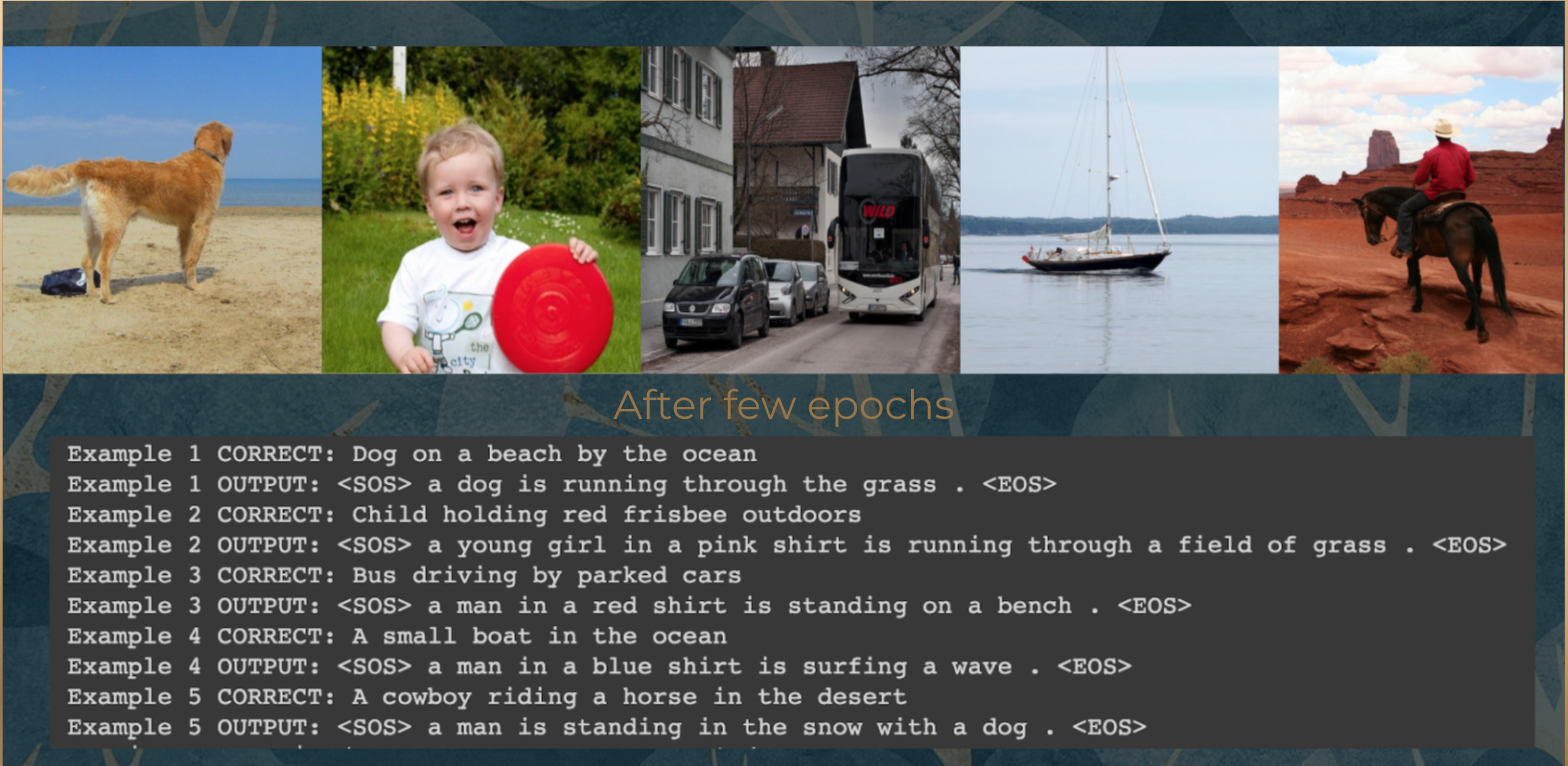 WiLD
the
city
After few epochs
Example 1 CORRECT: Dog on a beach by the ocean
Example 1 OUTPUT: <SOS> a dog is running through the grass . <EOS>
Example 2 CORRECT: Child holding red frisbee outdoors
Example 2 OUTPUT: <SOS> a young girl in a pink shirt is running through a field of grass . <EOS>
Example 3 CORRECT: Bus driving by parked cars
Example 3 OUTPUT: <SOS> a man in a red shirt is standing on a bench . <EOS>
Example 4 CORRECT: A small boat in the ocean
Example 4 OUTPUT: <SOS> a man in a blue shirt is surfing a wave . <EOS>
Example 5 CORRECT: A cowboy riding a horse in the desert
Example 5 OUTPUT: <SOS> a man is standing in the snow with a dog . <EOS>